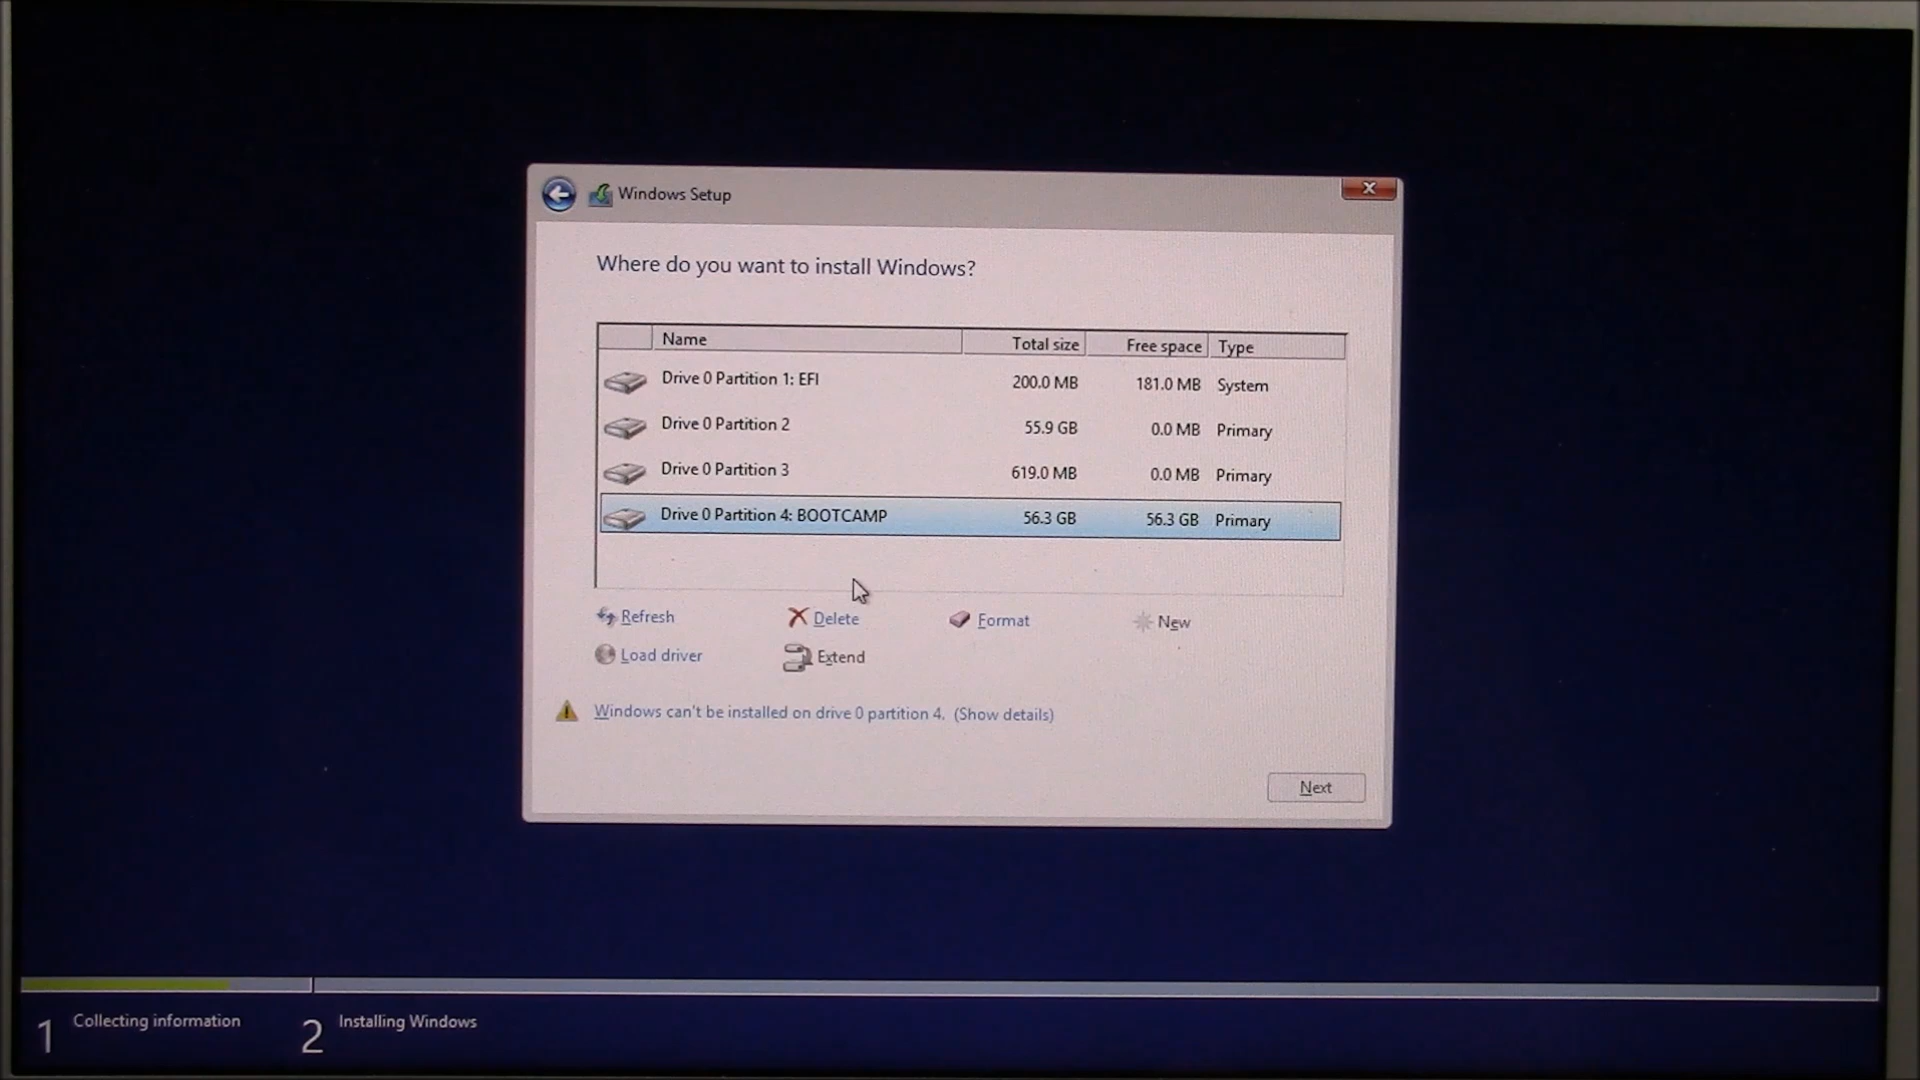 Windows Setup
Where do you want to install Windows?
Name Total size Free space Type
Drive 0 Partition 1: EFI 200.0 MB 181.0 MB System
Drive 0 Partition 2 55.9 GB 0.0 MB Primary
Drive 0 Partition 3 619.0 MB 0.0 MB Primary
Drive 0 Partition 4: BOOTCAMP 56.3 GB 56.3 GB Primary
Refresh Delete Format New
Load driver Extend
Windows can't be installed on drive 0 partition 4. (Show details)
Next
1 Collecting information 2 Installing Windows